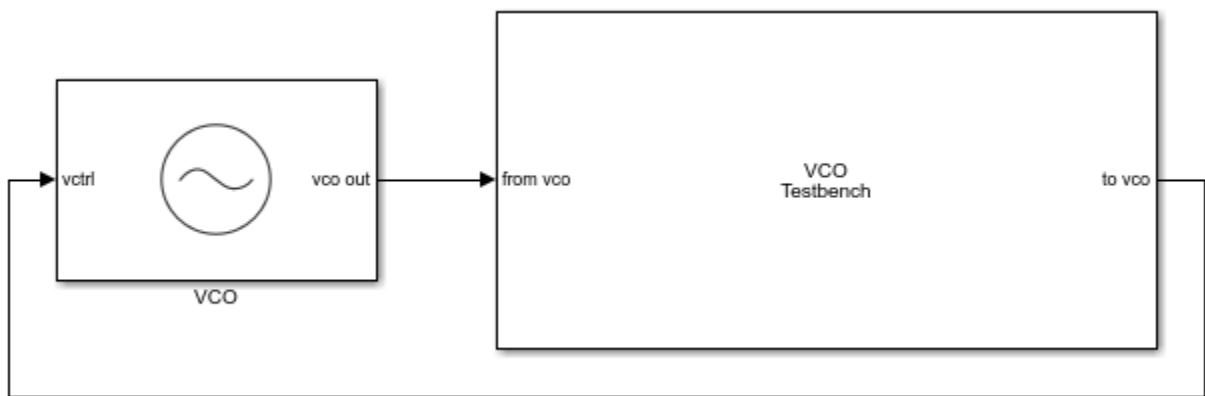 vctrl
vco out
VCO
from vco
VCO
Testbench
to vco